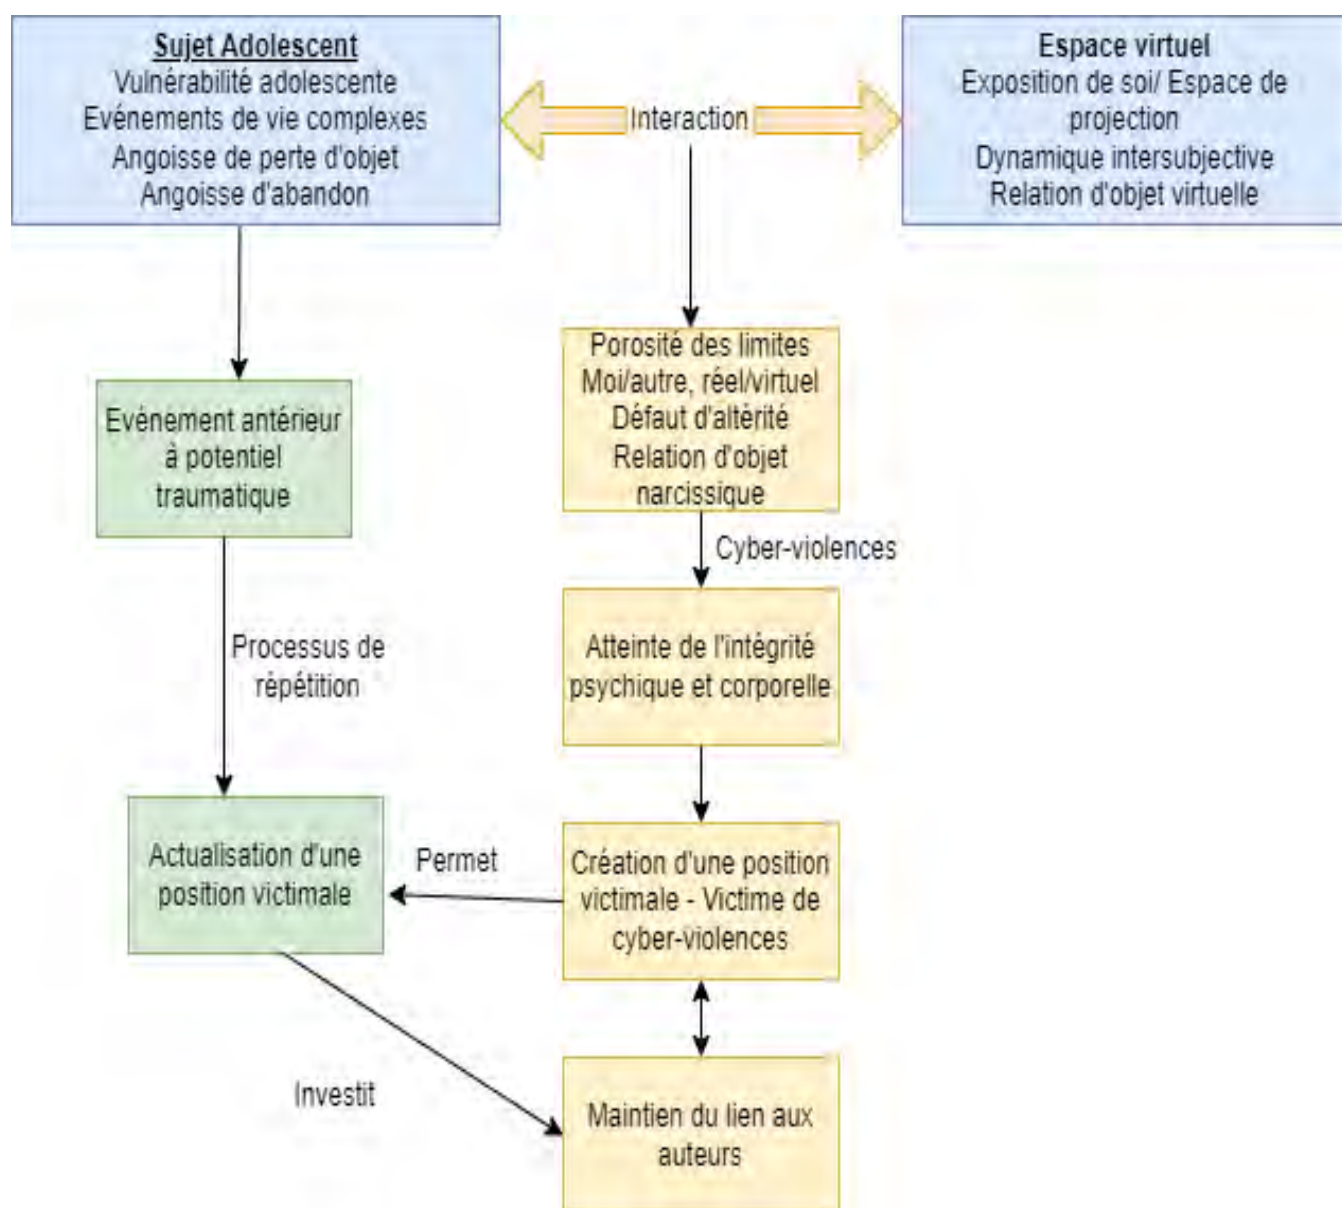 Sujet Adolescent
Vulnérabilité adolescente
Evénements de vie complexes
Angoisse de perte d'objet
Angoisse d'abandon
Interaction
Espace virtuel
Exposition de soi/ Espace de
projection
Dynamique intersubjective
Relation d'objet virtuelle
Evénement antérieur
à potentiel
traumatique
Porosité des limites
Moi/autre, réel/virtuel
Défaut d'altérité
Relation d'objet
narcissique
Cyber-violences
Processus de
répétition
Atteinte de l'intégrité
psychique et corporelle
Actualisation d'une
position victimale
Permet
Création d'une position
victimale - Victime de
cyber-violences
Investit
Maintien du lien aux
auteurs